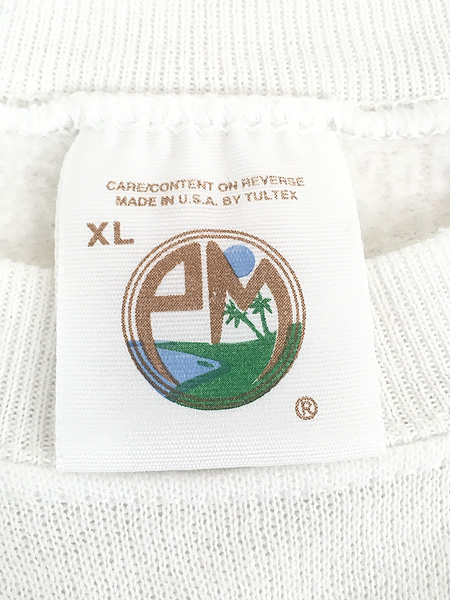 CARE/CONTENT ON REVERSE
MADE IN U.S.A. BY TULTEX
XL
PM
®